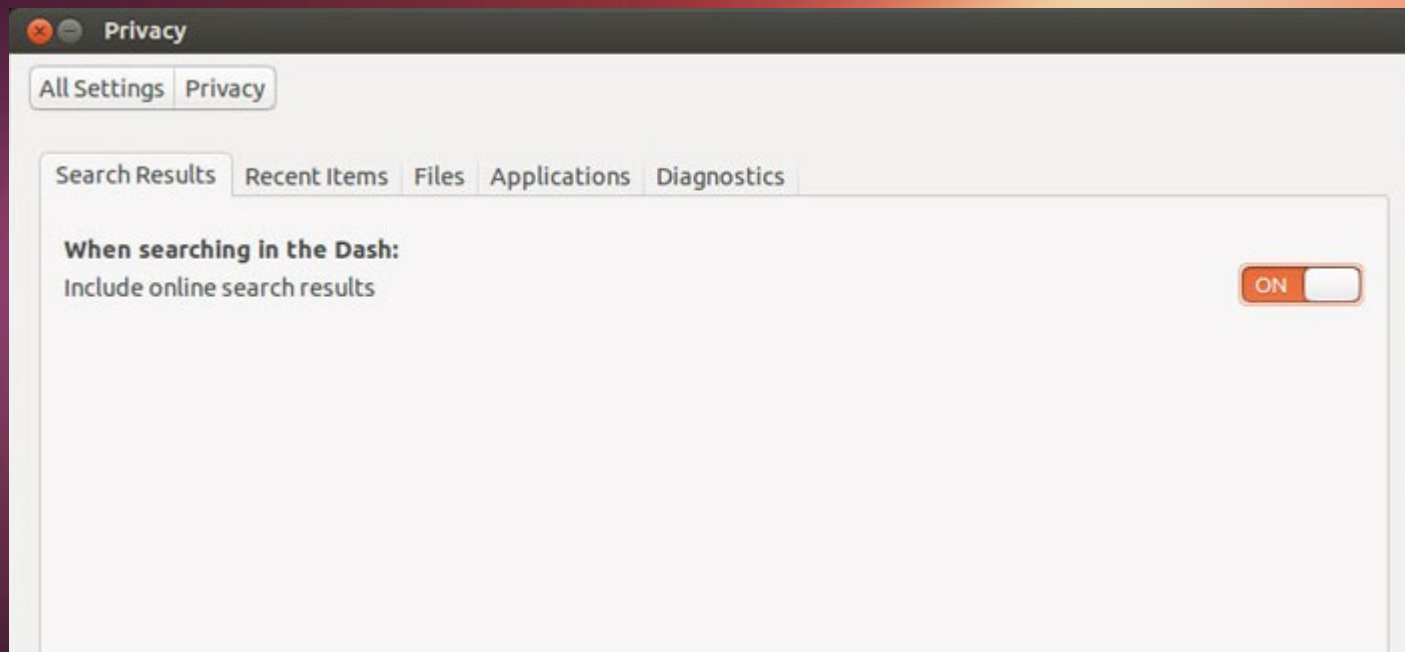 Privacy
All Settings Privacy
Search Results Recent Items Files Applications Diagnostics
When searching in the Dash:
Include online search results
ON